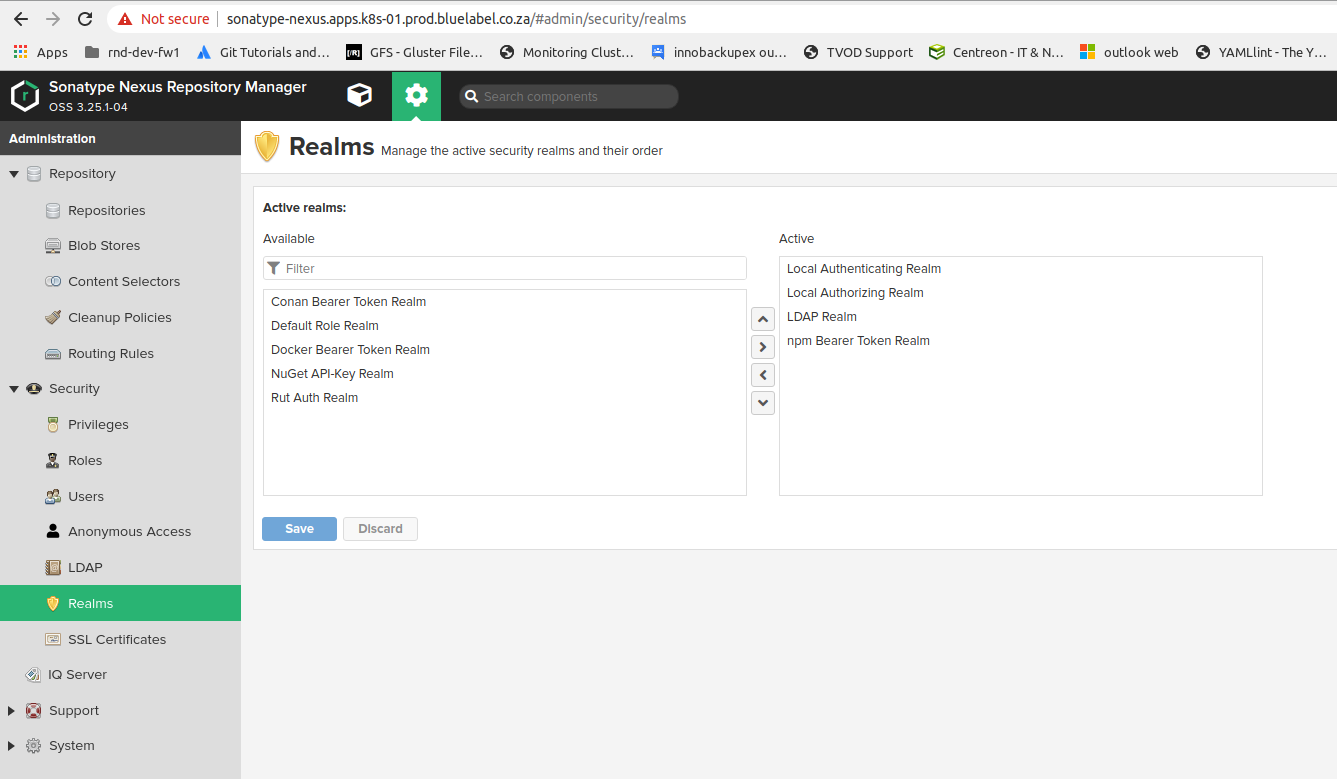 Not secure sonatype-nexus.apps.k8s-01.prod.bluelabel.co.za/#admin/security/realms
Apps rnd-dev-fw1 Git Tutorials and... [/R] GFS - Gluster File... Monitoring Clust... innobackupex ou... TVOD Support Centreon - IT & N... outlook web YAMLlint - The Y...
Sonatype Nexus Repository Manager
OSS 3.25.1-04
Search components
Administration
Realms Manage the active security realms and their order
Repository
Repositories
Blob Stores
Content Selectors
Cleanup Policies
Routing Rules
Security
Privileges
Roles
Users
Anonymous Access
LDAP
Realms
SSL Certificates
IQ Server
Support
System
Active realms:
Available
Filter
Conan Bearer Token Realm
Default Role Realm
Docker Bearer Token Realm
NuGet API-Key Realm
Rut Auth Realm
Active
Local Authenticating Realm
Local Authorizing Realm
LDAP Realm
npm Bearer Token Realm
Save Discard